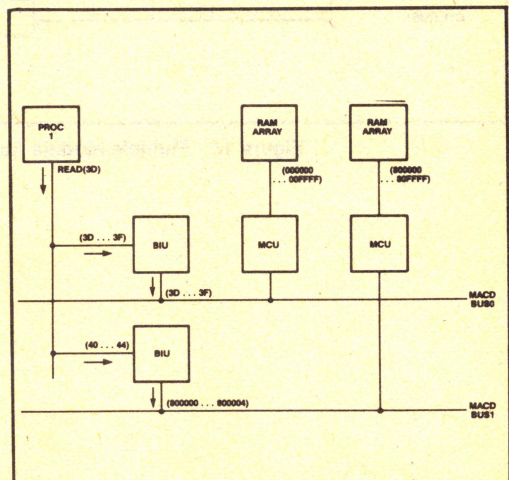 PROC
1
RAM
ARRAY
RAM
ARRAY
READ(3D)
(000000
... 00FFFF)
(800000
... 80FFFF)
(3D ... 3F)
BIU
MCU
MCU
(3D ... 3F)
MACD
BUS0
(40 ... 44)
BIU
(800000 ... 800004)
MACD
BUS1